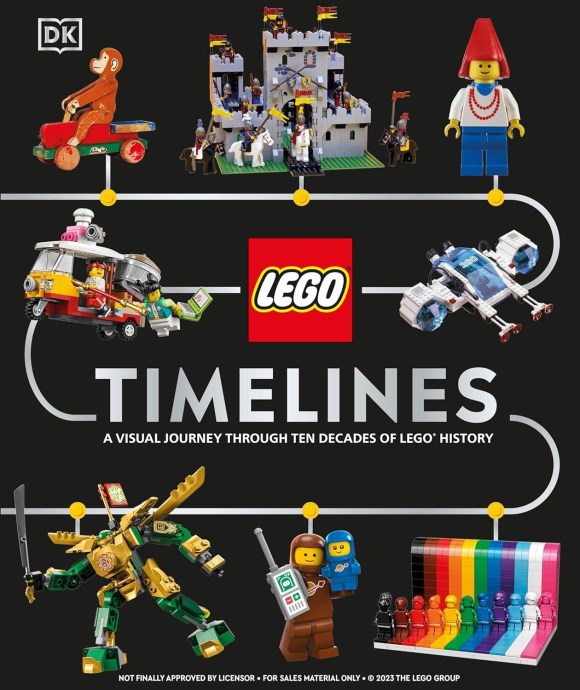 DK
LEGO
TIMELINES
A VISUAL JOURNEY THROUGH TEN DECADES OF LEGO® HISTORY
NOT FINALLY APPROVED BY LICENSOR • FOR SALES MATERIAL ONLY • © 2023 THE LEGO GROUP